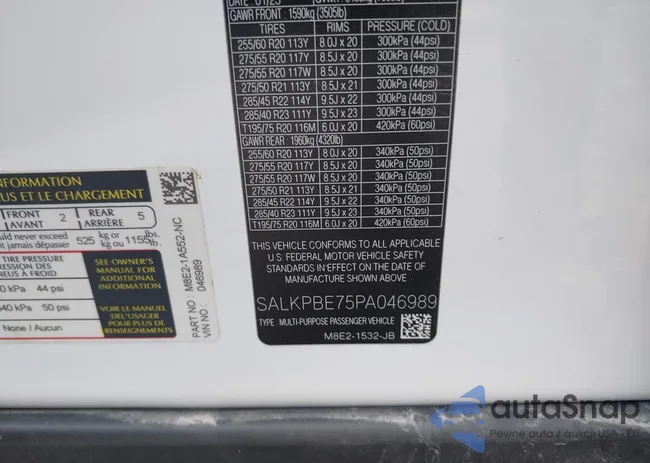 GAWR FRONT : 1590kg (3505lb)
TIRES RIMS PRESSURE (COLD)
255/60 R20 113Y 8.0J x 20 300kPa (44psi)
275/55 R20 117Y 8.5J x 20 300kPa (44psi)
275/55 R20 117W 8.5J x 20 300kPa (44psi)
275/50 R21 113Y 8.5J x 21 300kPa (44psi)
285/45 R22 114Y 9.5J x 22 300kPa (44psi)
285/40 R23 111Y 9.5J x 23 300kPa (44psi)
T195/75 R20 116M 6.0J x 20 420kPa (60psi)
GAWR REAR : 1960kg (4320lb)
255/60 R20 113Y 8.0J x 20 340kPa (50psi)
275/55 R20 117Y 8.5J x 20 340kPa (50psi)
275/55 R20 117W 8.5J x 20 340kPa (50psi)
275/50 R21 113Y 8.5J x 21 340kPa (50psi)
285/45 R22 114Y 9.5J x 22 340kPa (50psi)
285/40 R23 111Y 9.5J x 23 340kPa (50psi)
T195/75 R20 116M 6.0J x 20 420kPa (60psi)
THIS VEHICLE CONFORMS TO ALL APPLICABLE
U.S. FEDERAL MOTOR VEHICLE
SAFETY STANDARDS IN EFFECT ON THE DATE OF
MANUFACTURE SHOWN ABOVE.
SALKPBE75PA046989
TYPE: MULTI-PURPOSE PASSENGER VEHICLE
M8E2-1532-JB
INFORMATION
US ET LE CHARGEMENT
FRONT 2 REAR 5
AVANT ARRIÈRE
uld never exceed 525 kg or 1155 lbs.
it jamais dépasser kg ou lb.
TIRE PRESSURE
PRESSION DES
NEUS À FROID
0 kPa 44 psi
340 kPa 50 psi
None / Aucun
SEE OWNER'S
MANUAL FOR
ADDITIONAL
INFORMATION
VOIR LE MANUEL
DE L'USAGER
POUR PLUS DE
RENSEIGNEMENTS
PART NO : M8E2-1A552-NC
VIN NO : 046989
autoSnap
Pewne auto z aukcji USA i EU